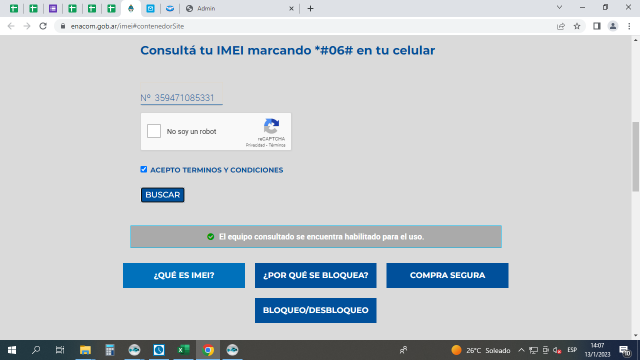 Admin
enacom.gob.ar/imei#contenedorSite
Consultá tu IMEI marcando *#06# en tu celular
Nº 359471085331
No soy un robot
reCAPTCHA
Privacidad - Términos
ACEPTO TERMINOS Y CONDICIONES
BUSCAR
El equipo consultado se encuentra habilitado para el uso.
¿QUÉ ES IMEI?
¿POR QUÉ SE BLOQUEA?
COMPRA SEGURA
BLOQUEO/DESBLOQUEO
26°C Soleado
ESP
14:07
13/1/2023